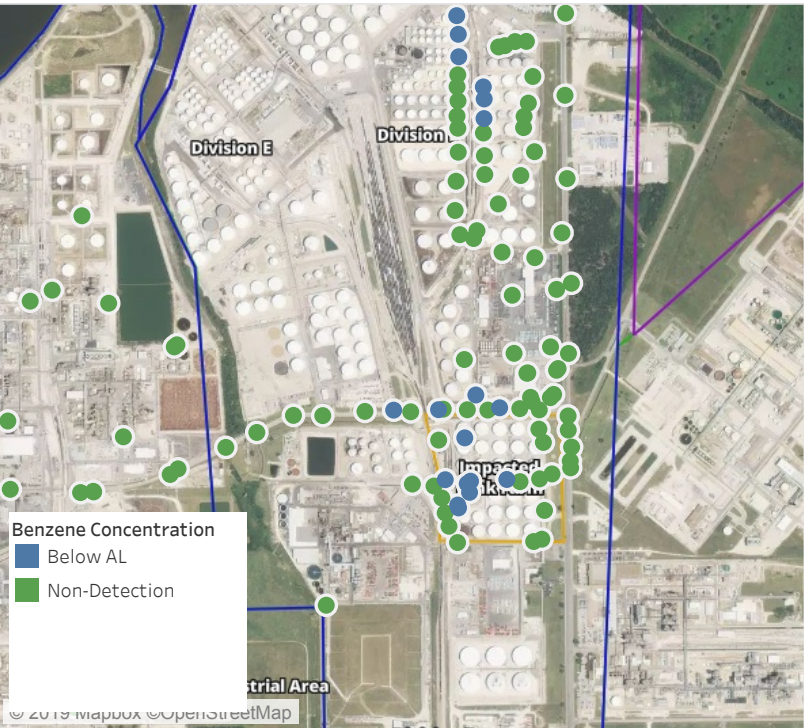 Division E
Division
Impacted
Benzene Concentration
Below AL
Non-Detection
strial Area
© 2019 Mapbox ©OpenStreetMap